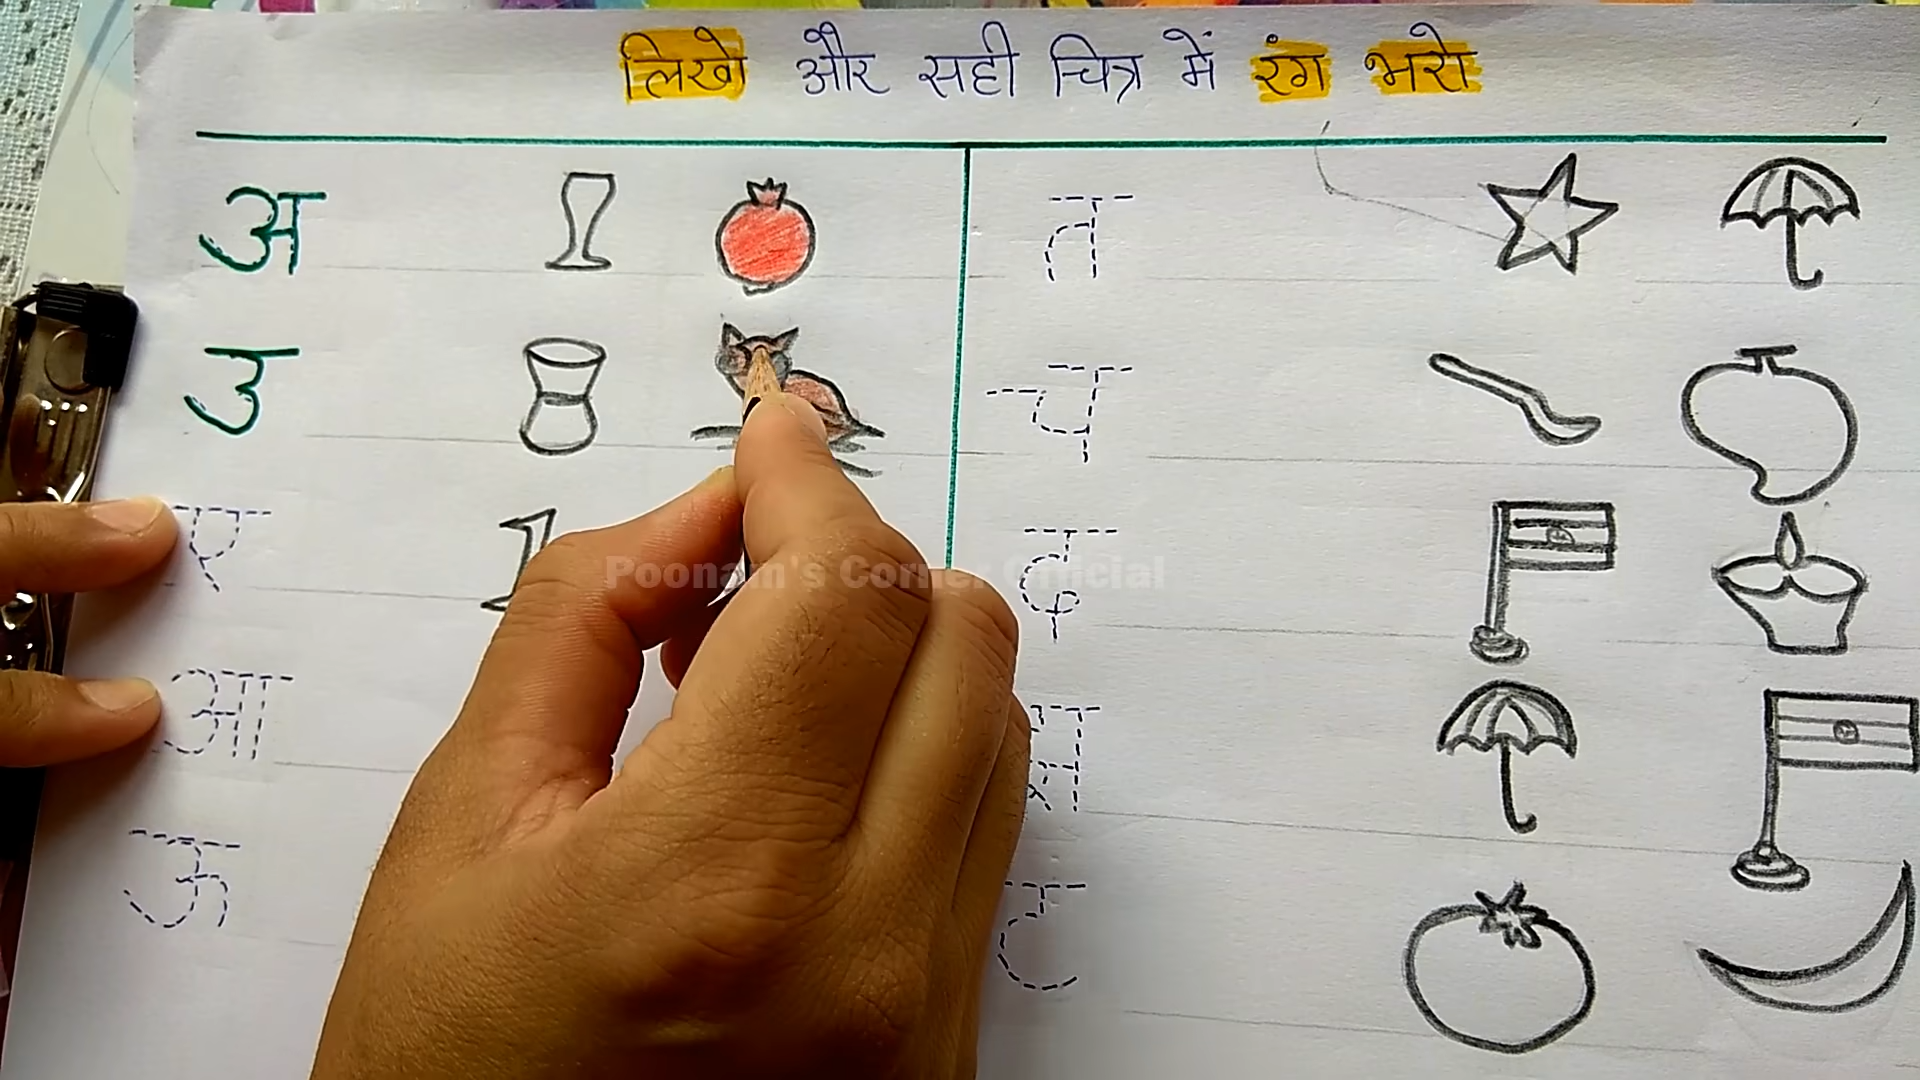 लिखो और सही चित्र में रंग भरो
अ
त
उ
च
ए
द
Poonam's Corner Official
आ
झ
ऊ
ट